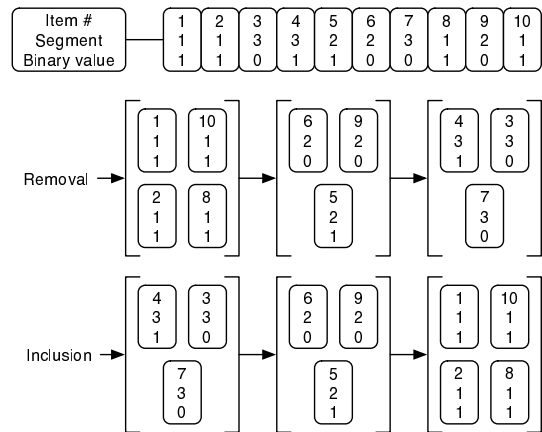 Item # 1 2 3 4 5 6 7 8 9 10
Segment 1 1 3 3 2 2 3 1 2 1
Binary value 1 1 0 1 1 0 0 1 0 1
1 10 6 9 4 3
1 1 2 2 3 3
1 1 0 0 1 0
Removal
2 8 5 7
1 1 2 3
1 1 1 0
4 3 6 9 1 10
3 3 2 2 1 1
1 0 0 0 1 1
Inclusion
7 5 2 8
3 2 1 1
0 1 1 1